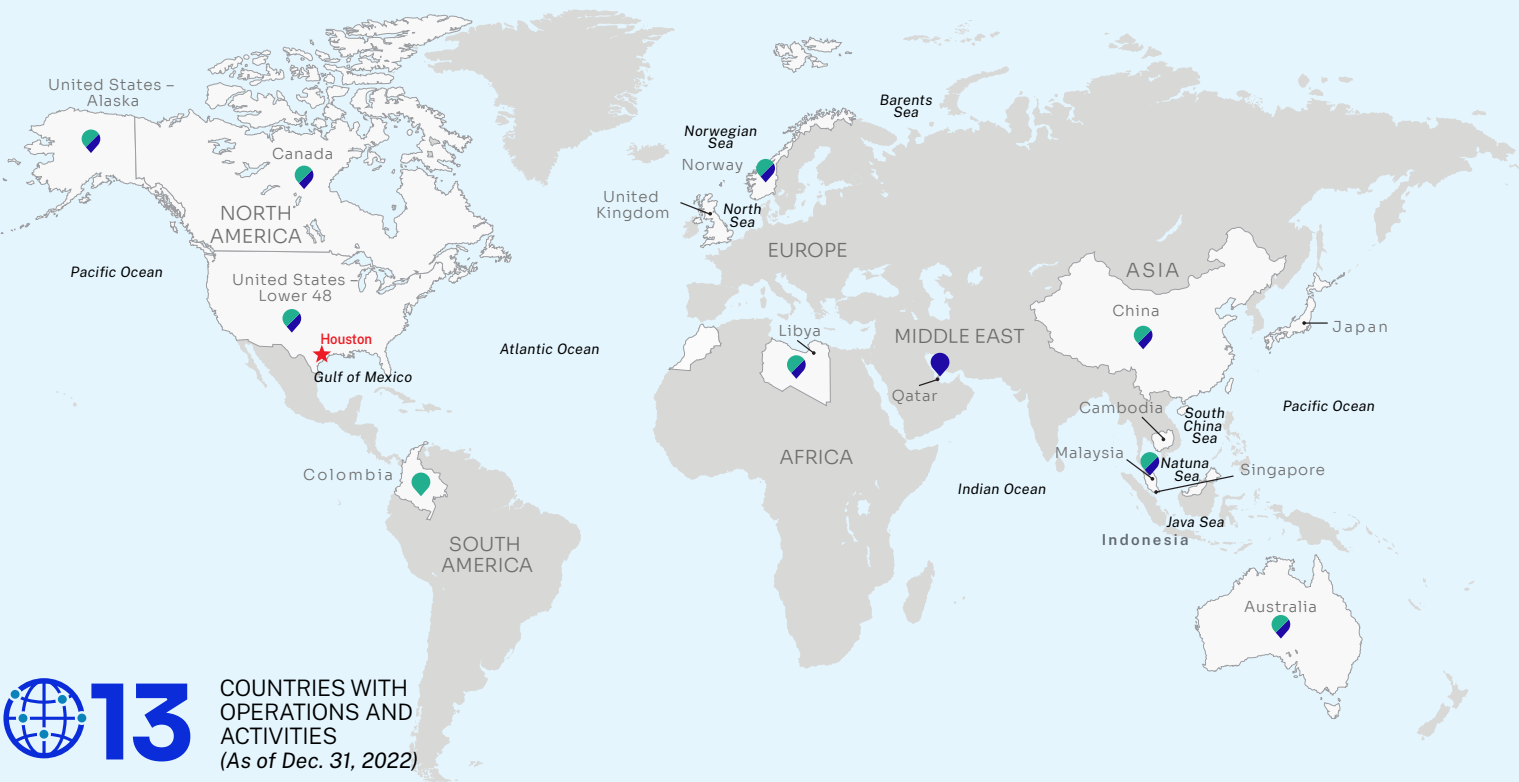 United States –
Alaska
Canada
NORTH
AMERICA
Pacific Ocean
United States –
Lower 48
Houston
Gulf of Mexico
Atlantic Ocean
Colombia
SOUTH
AMERICA
Barents
Sea
Norwegian
Sea
Norway
United
Kingdom
North
Sea
EUROPE
Libya
MIDDLE EAST
Qatar
AFRICA
Indian Ocean
ASIA
China
Japan
Pacific Ocean
Cambodia
South
China
Sea
Malaysia
Natuna
Sea
Singapore
Java Sea
Indonesia
Australia
13
COUNTRIES WITH
OPERATIONS AND
ACTIVITIES
(As of Dec. 31, 2022)